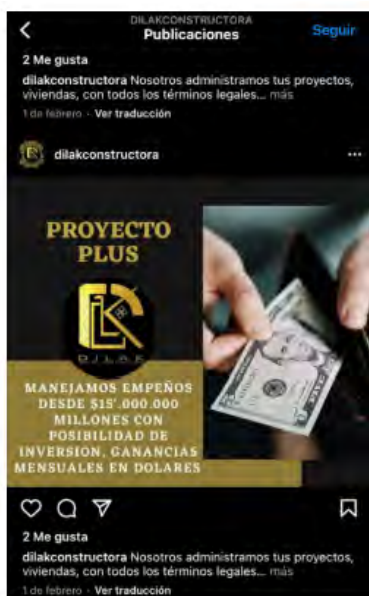 DILAKCONSTRUCTORA
Publicaciones
Seguir
2 Me gusta
dilakconstructora Nosotros administramos tus proyectos,
viviendas, con todos los términos legales... más
1 de febrero · Ver traducción
dilakconstructora
PROYECTO
PLUS
DJLAK
MANEJAMOS EMPEÑOS
DESDE $15'.000.000
MILLONES CON
POSIBILIDAD DE
INVERSION, GANANCIAS
MENSUALES EN DOLARES
2 Me gusta
dilakconstructora Nosotros administramos tus proyectos,
viviendas, con todos los términos legales... más
1 de febrero · Ver traducción